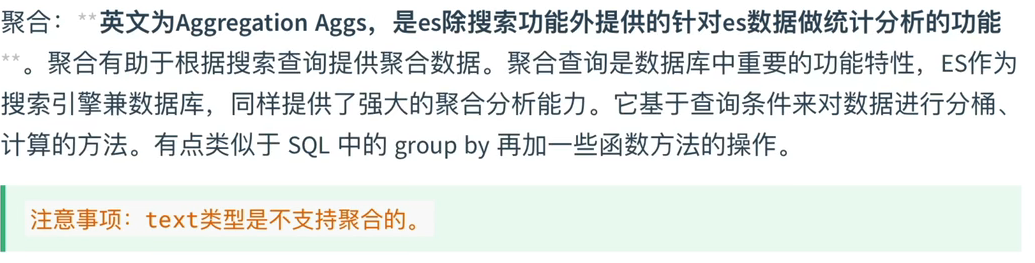 聚合：**英文为Aggregation Aggs，是es除搜索功能外提供的针对es数据做统计分析的功能
**。聚合有助于根据搜索查询提供聚合数据。聚合查询是数据库中重要的功能特性，ES作为
搜索引擎兼数据库，同样提供了强大的聚合分析能力。它基于查询条件来对数据进行分桶、
计算的方法。有点类似于 SQL 中的 group by 再加一些函数方法的操作。
注意事项：text类型是不支持聚合的。